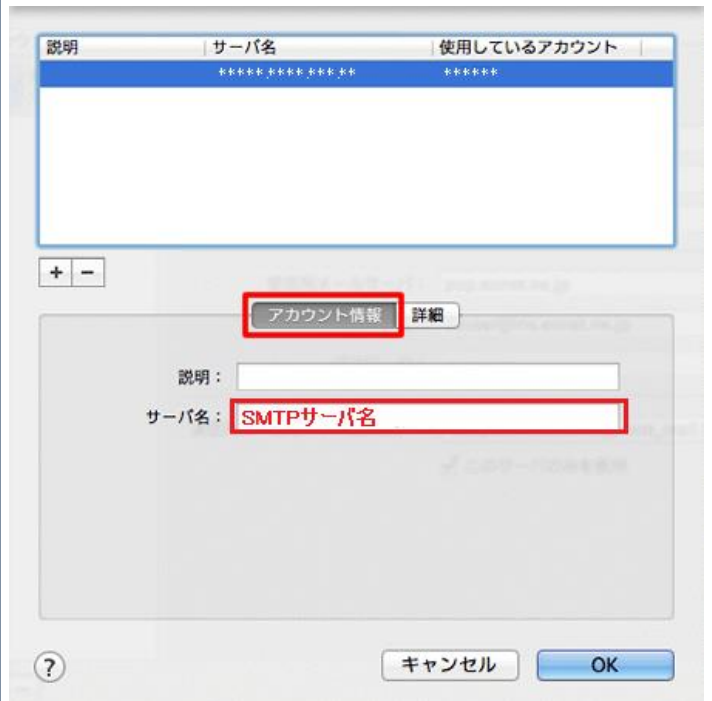 説明 サーバ名 使用しているアカウント
*****.****.***.** ******
+ −
アカウント情報 詳細
説明：
サーバ名： SMTPサーバ名
? キャンセル OK